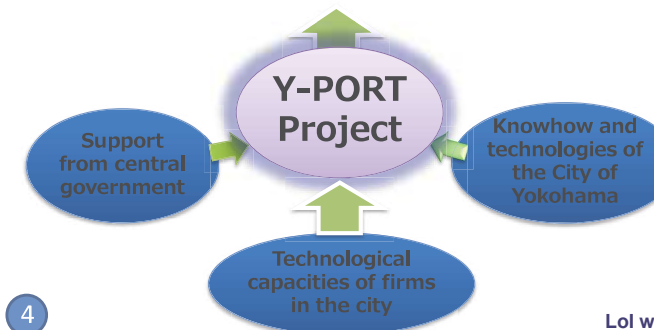 Y-PORT
Project
Support
from central
government
Knowhow and
technologies of
the City of
Yokohama
Technological
capacities of firms
in the city
4
Lol w